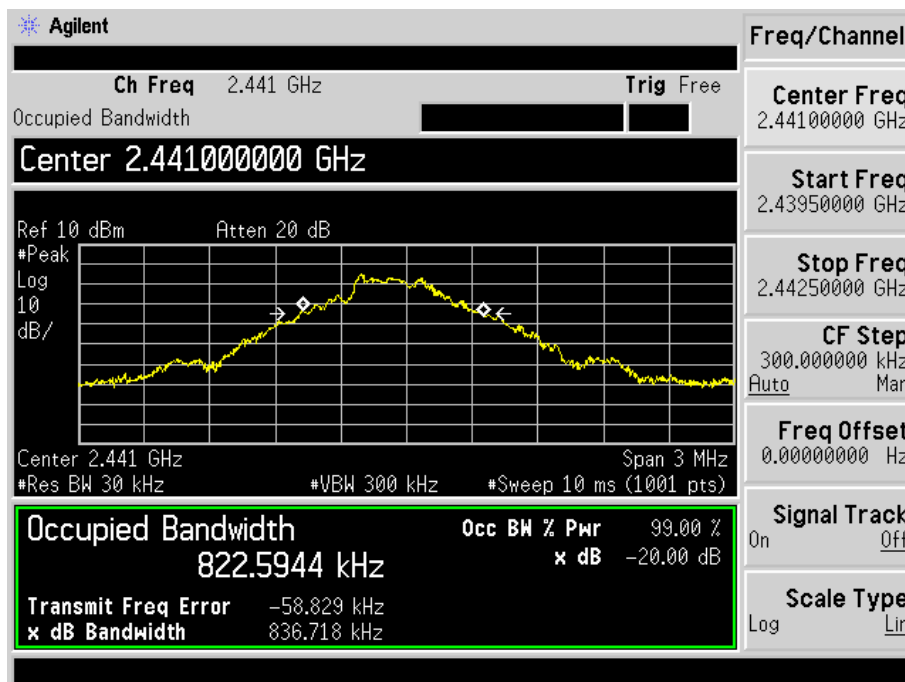 Agilent
Freq/Channel
Ch Freq 2.441 GHz Trig Free
Occupied Bandwidth
Center 2.441000000 GHz
Ref 10 dBm Atten 20 dB
#Peak
Log
10
dB/
Center 2.441 GHz Span 3 MHz
#Res BW 30 kHz #VBW 300 kHz #Sweep 10 ms (1001 pts)
Occupied Bandwidth
822.5944 kHz
Occ BW % Pwr 99.00 %
x dB -20.00 dB
Transmit Freq Error -58.829 kHz
x dB Bandwidth 836.718 kHz
Center Freq
2.44100000 GHz
Start Freq
2.43950000 GHz
Stop Freq
2.44250000 GHz
CF Step
300.000000 kHz
Auto Man
Freq Offset
0.00000000 Hz
Signal Track
On Off
Scale Type
Log Lin